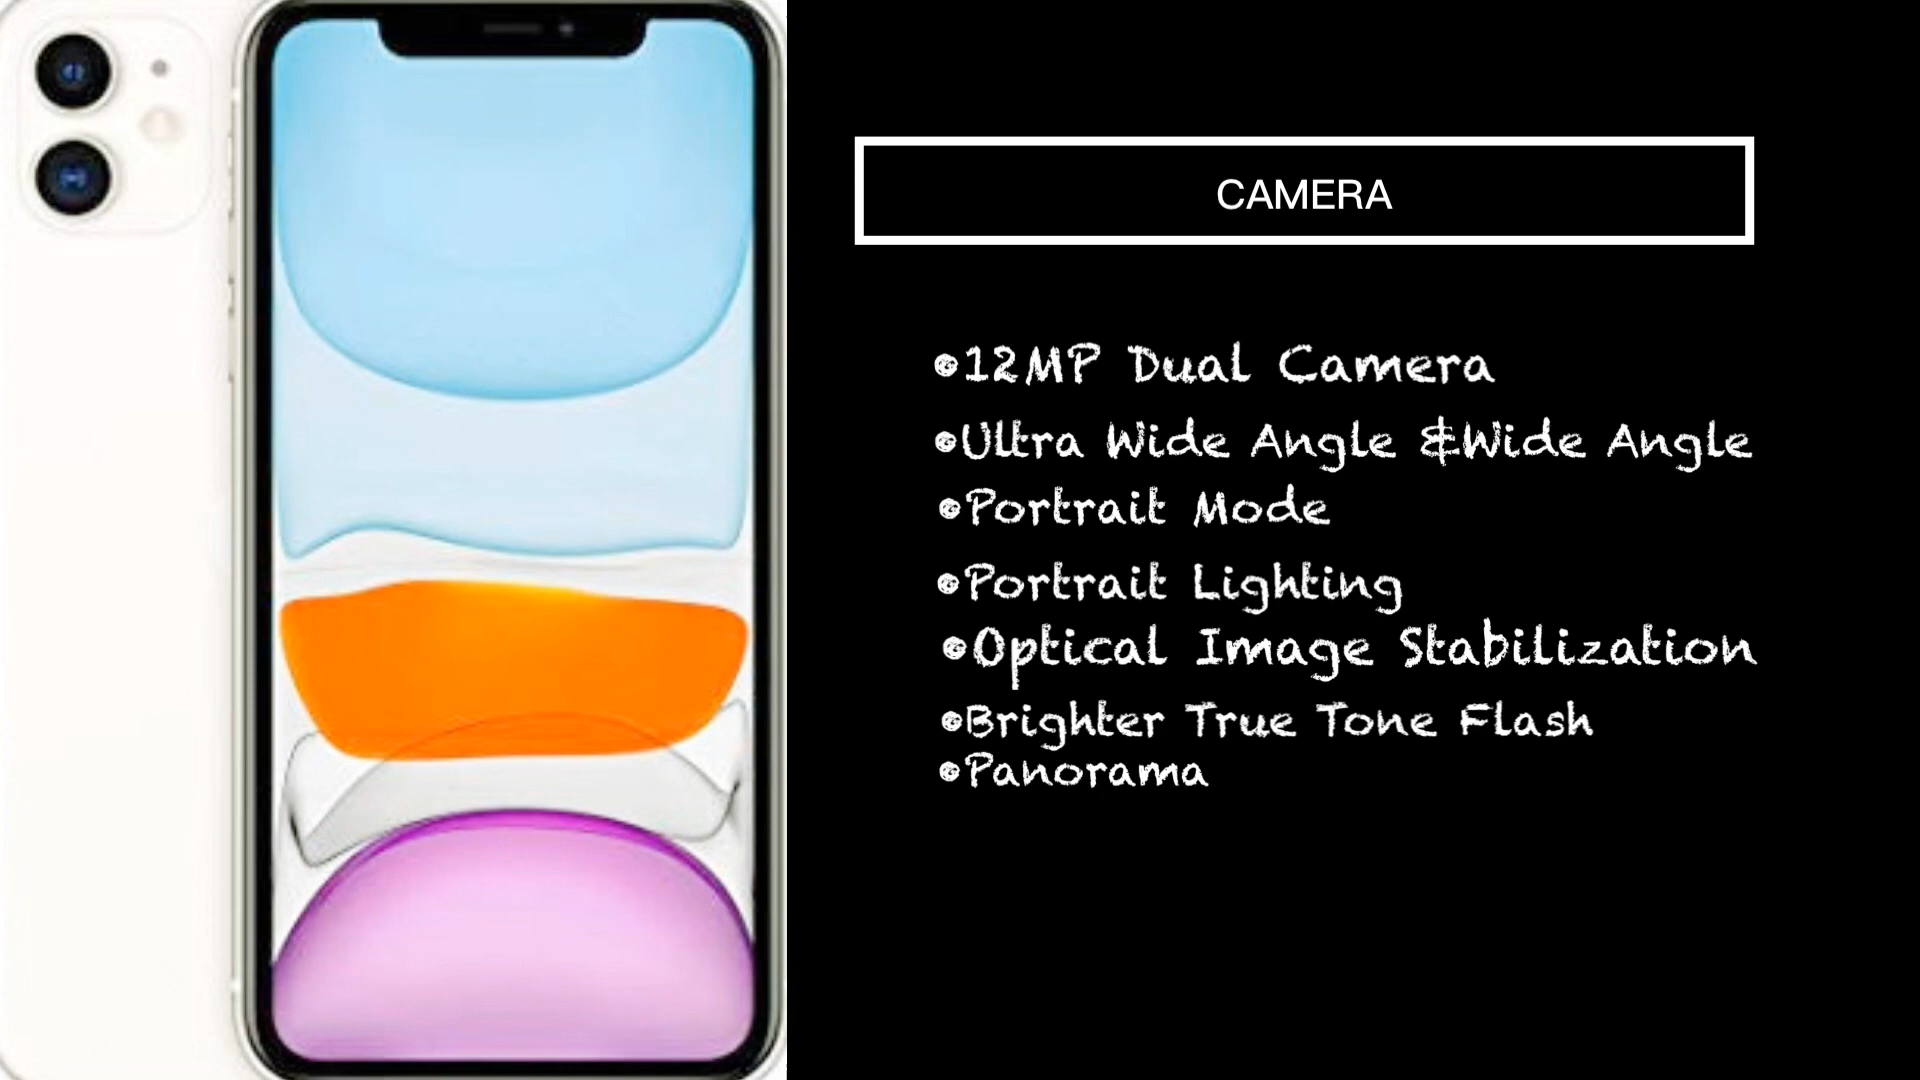 CAMERA
•12MP Dual Camera
•Ultra Wide Angle &Wide Angle
•Portrait Mode
•Portrait Lighting
•Optical Image Stabilization
•Brighter True Tone Flash
•Panorama